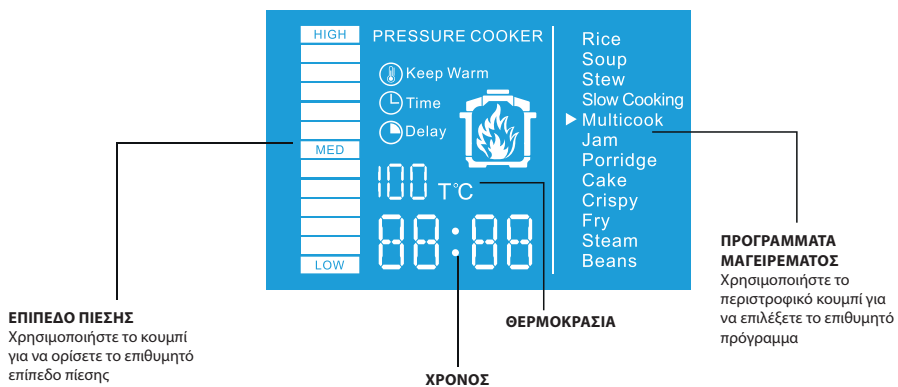 HIGH
MED
LOW
PRESSURE COOKER
Keep Warm
Time
Delay
100 T°C
88:88
Rice
Soup
Stew
Slow Cooking
Multicook
Jam
Porridge
Cake
Crispy
Fry
Steam
Beans
ΕΠΙΠΕΔΟ ΠΙΕΣΗΣ
Χρησιμοποιήστε το κουμπί
για να ορίσετε το επιθυμητό
επίπεδο πίεσης
ΧΡΟΝΟΣ
ΘΕΡΜΟΚΡΑΣΙΑ
ΠΡΟΓΡΑΜΜΑΤΑ
ΜΑΓΕΙΡΕΜΑΤΟΣ
Χρησιμοποιήστε το
περιστροφικό κουμπί για
να επιλέξετε το επιθυμητό
πρόγραμμα